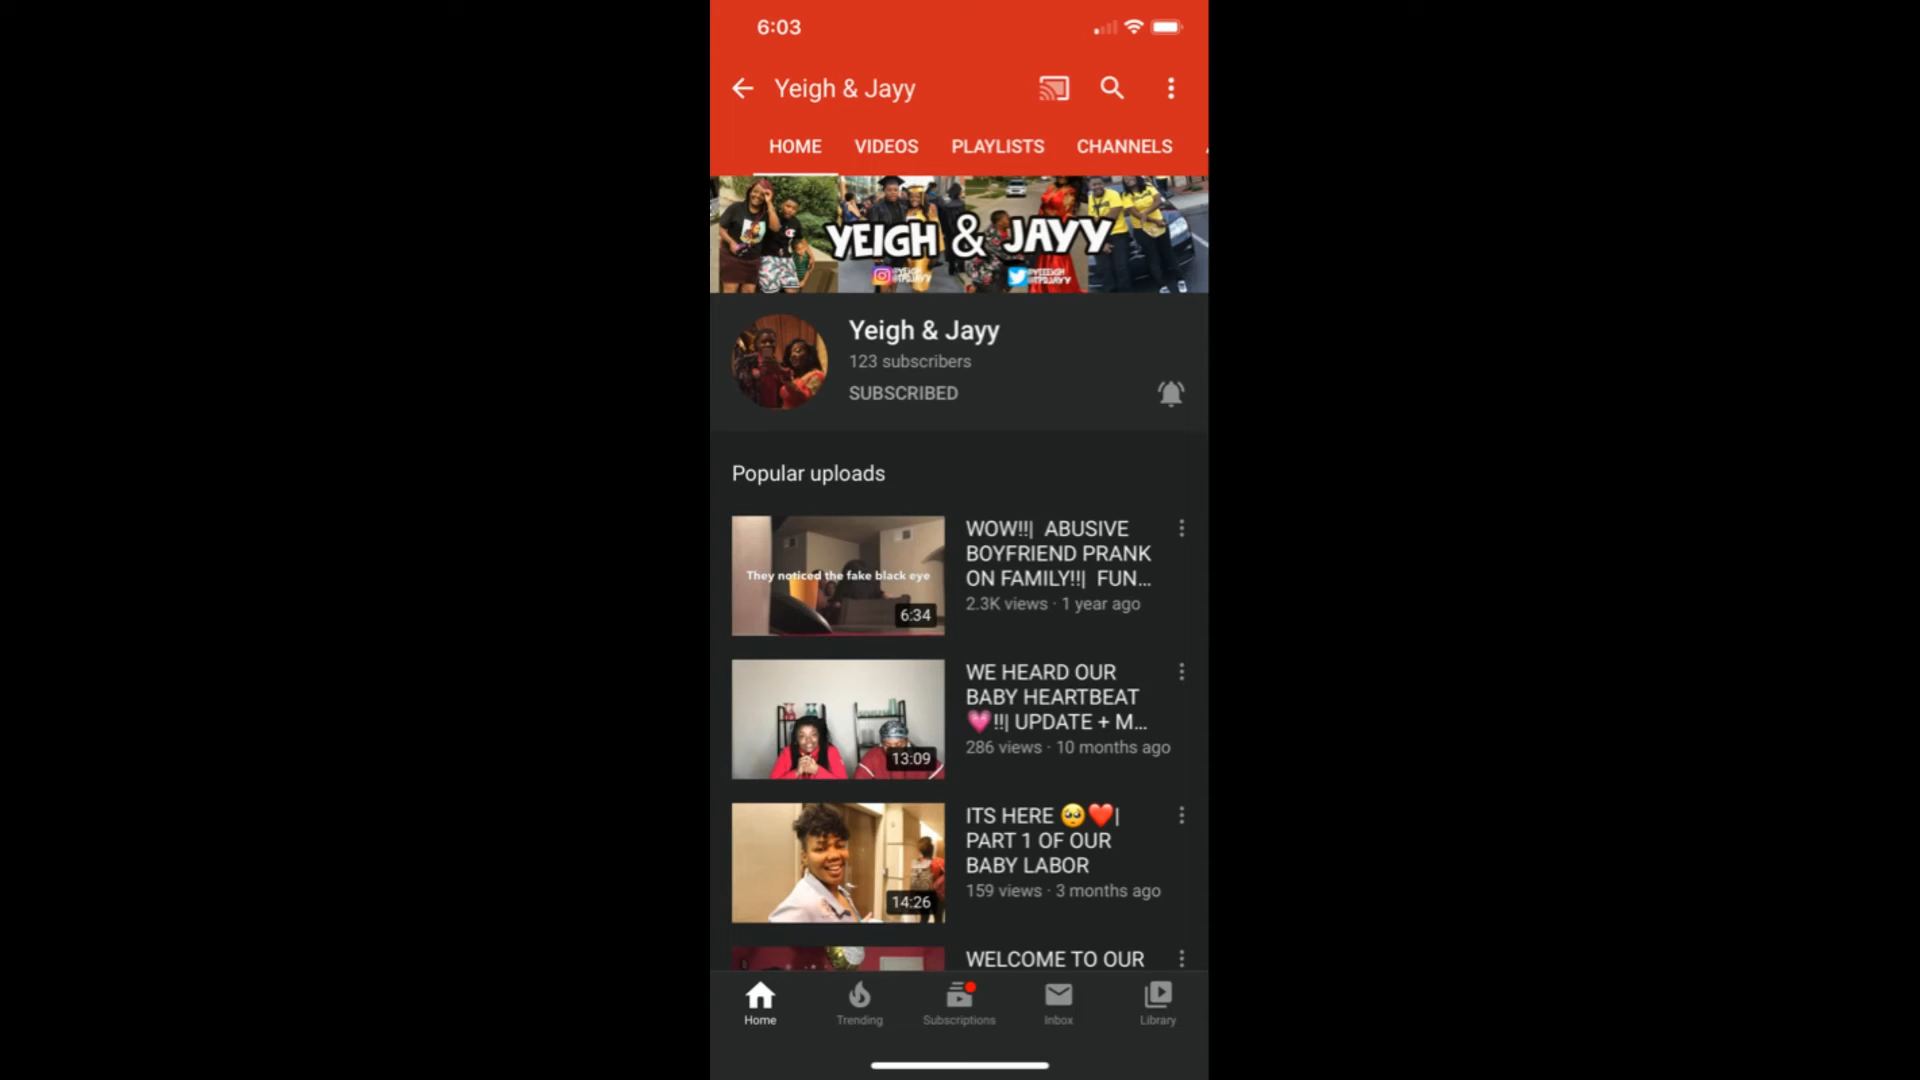 6:03
Yeigh & Jayy
HOME VIDEOS PLAYLISTS CHANNELS
YEIGH & JAYY
Yeigh & Jayy
123 subscribers
SUBSCRIBED
Popular uploads
They noticed the fake black eye
6:34
WOW!!| ABUSIVE
BOYFRIEND PRANK
ON FAMILY!!| FUN...
2.3K views · 1 year ago
13:09
WE HEARD OUR
BABY HEARTBEAT
💗!!| UPDATE + M...
286 views · 10 months ago
14:26
ITS HERE 🥺❤️|
PART 1 OF OUR
BABY LABOR
159 views · 3 months ago
WELCOME TO OUR
Home Trending Subscriptions Inbox Library